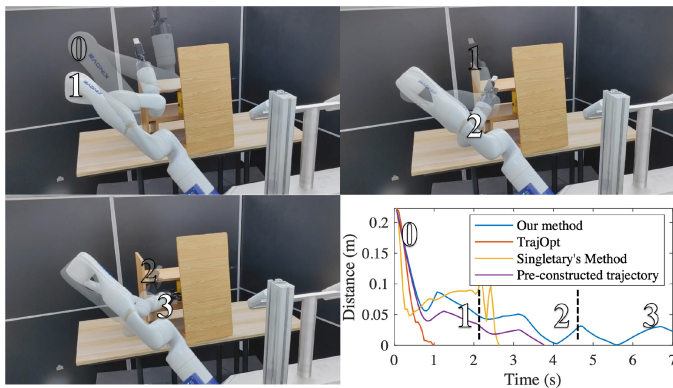 0
1
1
2
2
3
0.2
0.15
0.1
0.05
0
Distance (m)
0
1
2
3
Our method
TrajOpt
Singletary's Method
Pre-constructed trajectory
0 1 2 3 4 5 6 7
Time (s)